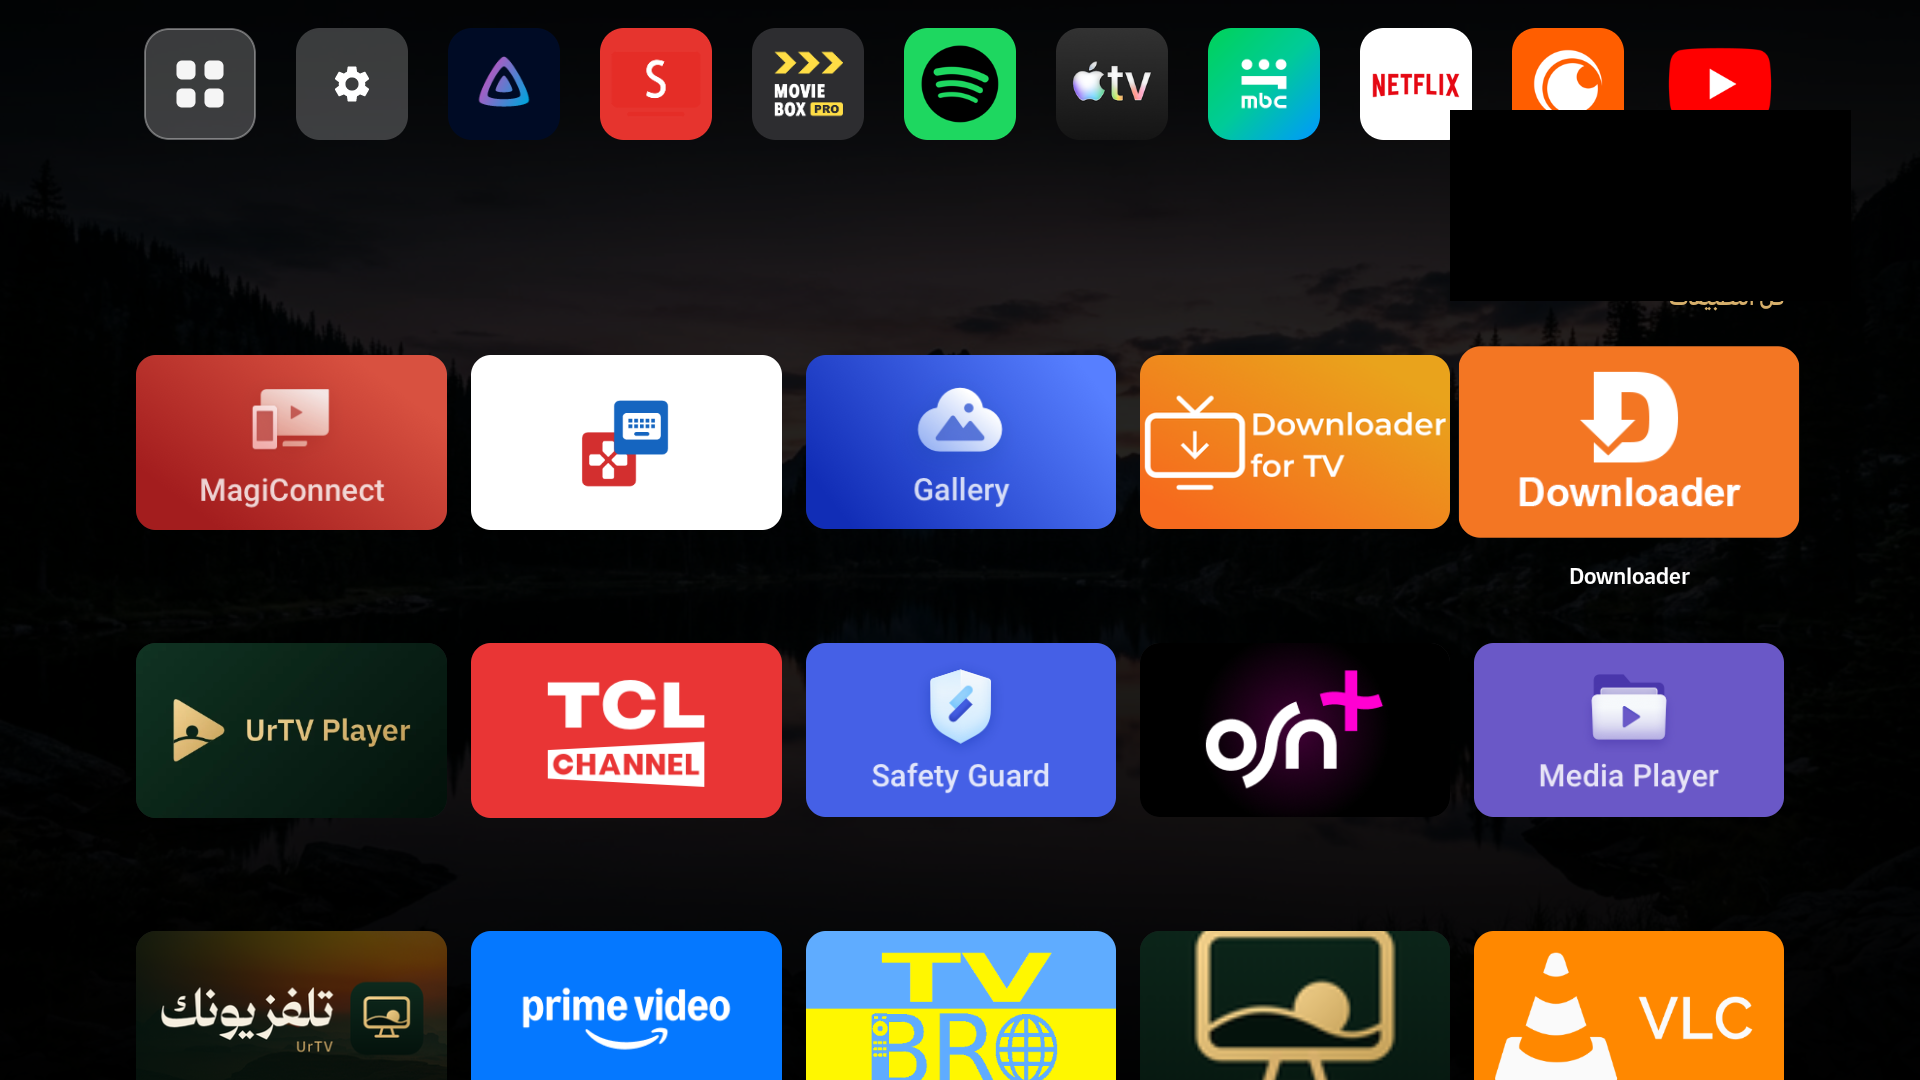 S
MOVIE
BOX PRO
tv
mbc
NETFLIX
MagiConnect
Gallery
Downloader
for TV
Downloader
Downloader
UrTV Player
TCL
CHANNEL
Safety Guard
osn+
Media Player
تلفزيونك
UrTV
prime video
TV
BRO
VLC